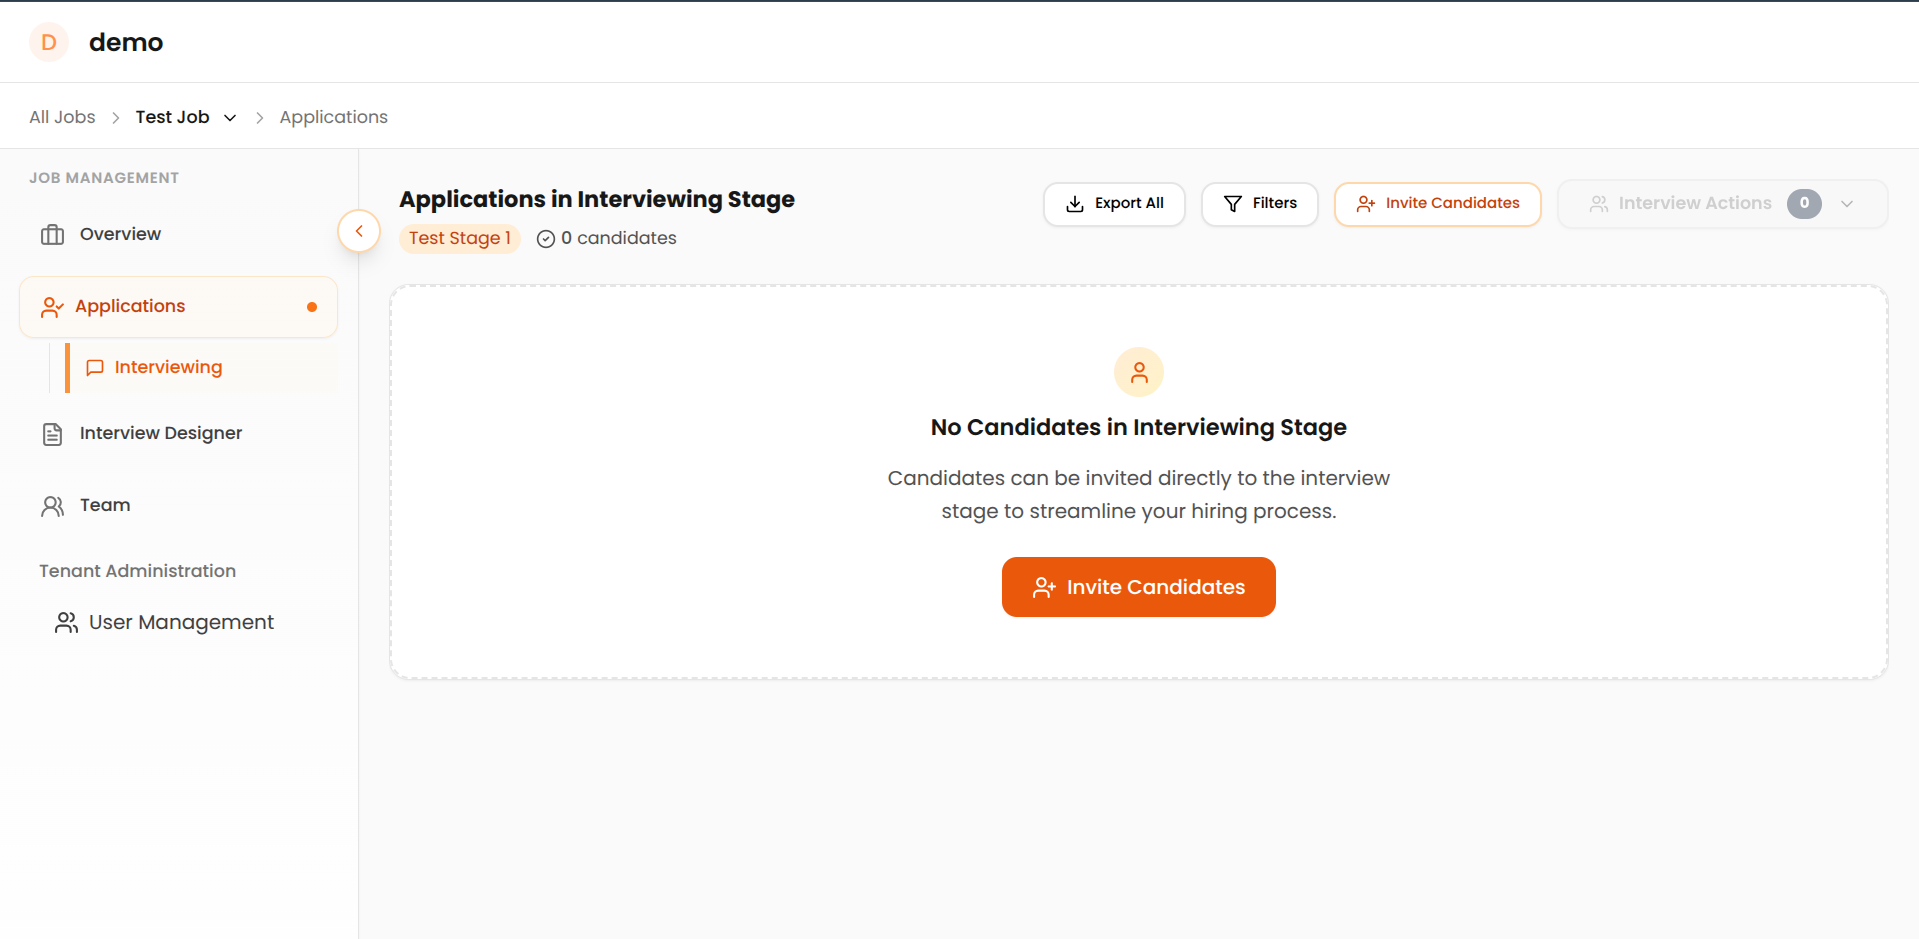 D
demo
All Jobs
Test Job
Applications
JOB MANAGEMENT
Overview
Applications
Interviewing
Interview Designer
Team
Tenant Administration
User Management
Applications in Interviewing Stage
Test Stage 1
0 candidates
Export All
Filters
Invite Candidates
Interview Actions
0
No Candidates in Interviewing Stage
Candidates can be invited directly to the interview
stage to streamline your hiring process.
Invite Candidates